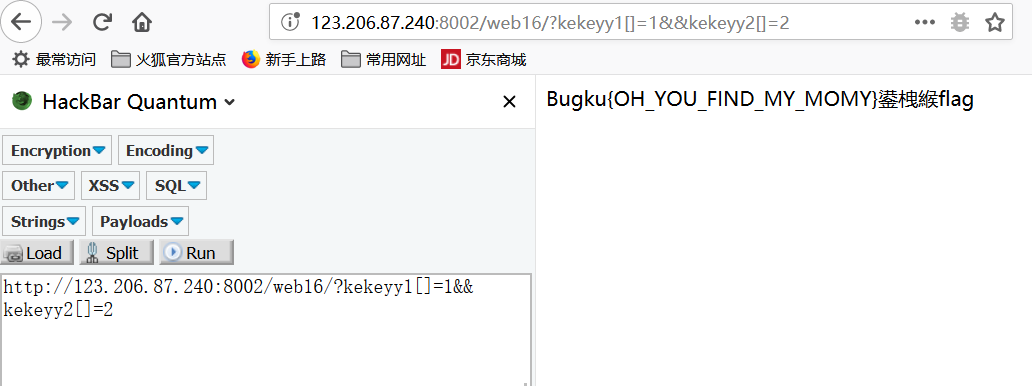 123.206.87.240:8002/web16/?kekeyy1[]=1&&kekeyy2[]=2
最常访问 火狐官方站点 新手上路 常用网址 JD 京东商城
HackBar Quantum
Bugku{OH_YOU_FIND_MY_MOMY}鍙栧緱flag
Encryption Encoding
Other XSS SQL
Strings Payloads
Load Split Run
http://123.206.87.240:8002/web16/?kekeyy1[]=1&&
kekeyy2[]=2